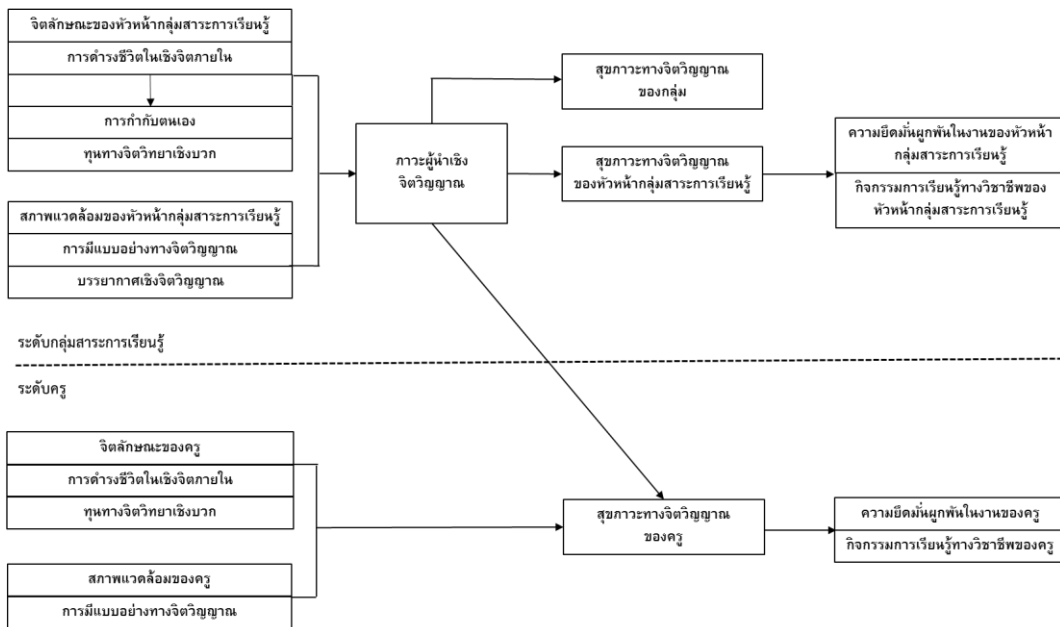 จิตลักษณะของหัวหน้ากลุ่มสาระการเรียนรู้
การดำรงชีวิตในเชิงจิตภายใน
การกำกับตนเอง
ทุนทางจิตวิทยาเชิงบวก
สภาพแวดล้อมของหัวหน้ากลุ่มสาระการเรียนรู้
การมีแบบอย่างทางจิตวิญญาณ
บรรยากาศเชิงจิตวิญญาณ
ภาวะผู้นำเชิง
จิตวิญญาณ
สุขภาวะทางจิตวิญญาณ
ของกลุ่ม
สุขภาวะทางจิตวิญญาณ
ของหัวหน้ากลุ่มสาระการเรียนรู้
ความยึดมั่นผูกพันในงานของหัวหน้า
กลุ่มสาระการเรียนรู้
กิจกรรมการเรียนรู้ทางวิชาชีพของ
หัวหน้ากลุ่มสาระการเรียนรู้
ระดับกลุ่มสาระการเรียนรู้
ระดับครู
จิตลักษณะของครู
การดำรงชีวิตในเชิงจิตภายใน
ทุนทางจิตวิทยาเชิงบวก
สภาพแวดล้อมของครู
การมีแบบอย่างทางจิตวิญญาณ
สุขภาวะทางจิตวิญญาณ
ของครู
ความยึดมั่นผูกพันในงานของครู
กิจกรรมการเรียนรู้ทางวิชาชีพของครู